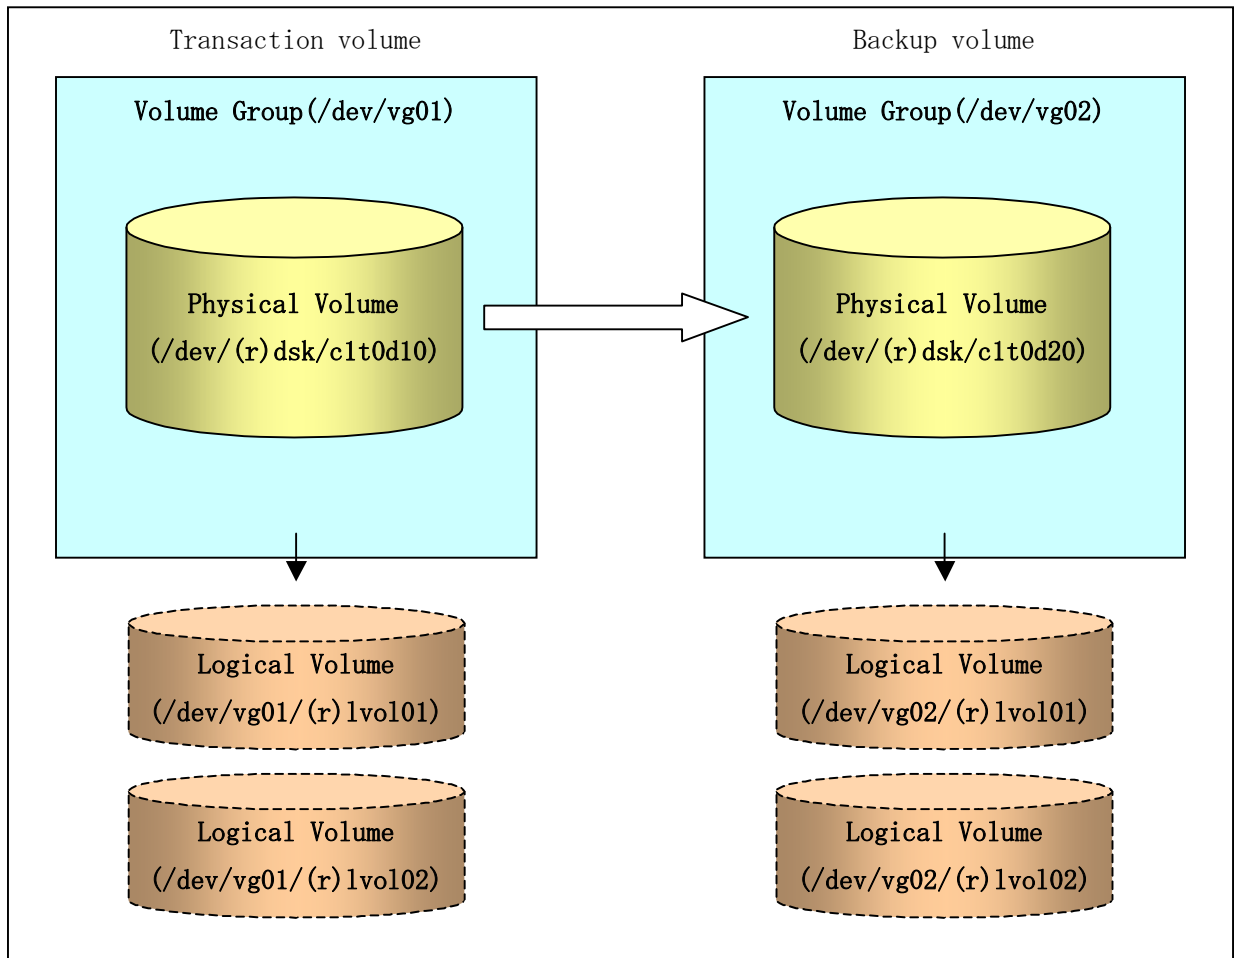 Transaction volume
Backup volume
Volume Group(/dev/vg01)
Volume Group(/dev/vg02)
Physical Volume
(/dev/(r)dsk/c1t0d10)
Physical Volume
(/dev/(r)dsk/c1t0d20)
Logical Volume
(/dev/vg01/(r)lvol01)
Logical Volume
(/dev/vg02/(r)lvol01)
Logical Volume
(/dev/vg01/(r)lvol02)
Logical Volume
(/dev/vg02/(r)lvol02)